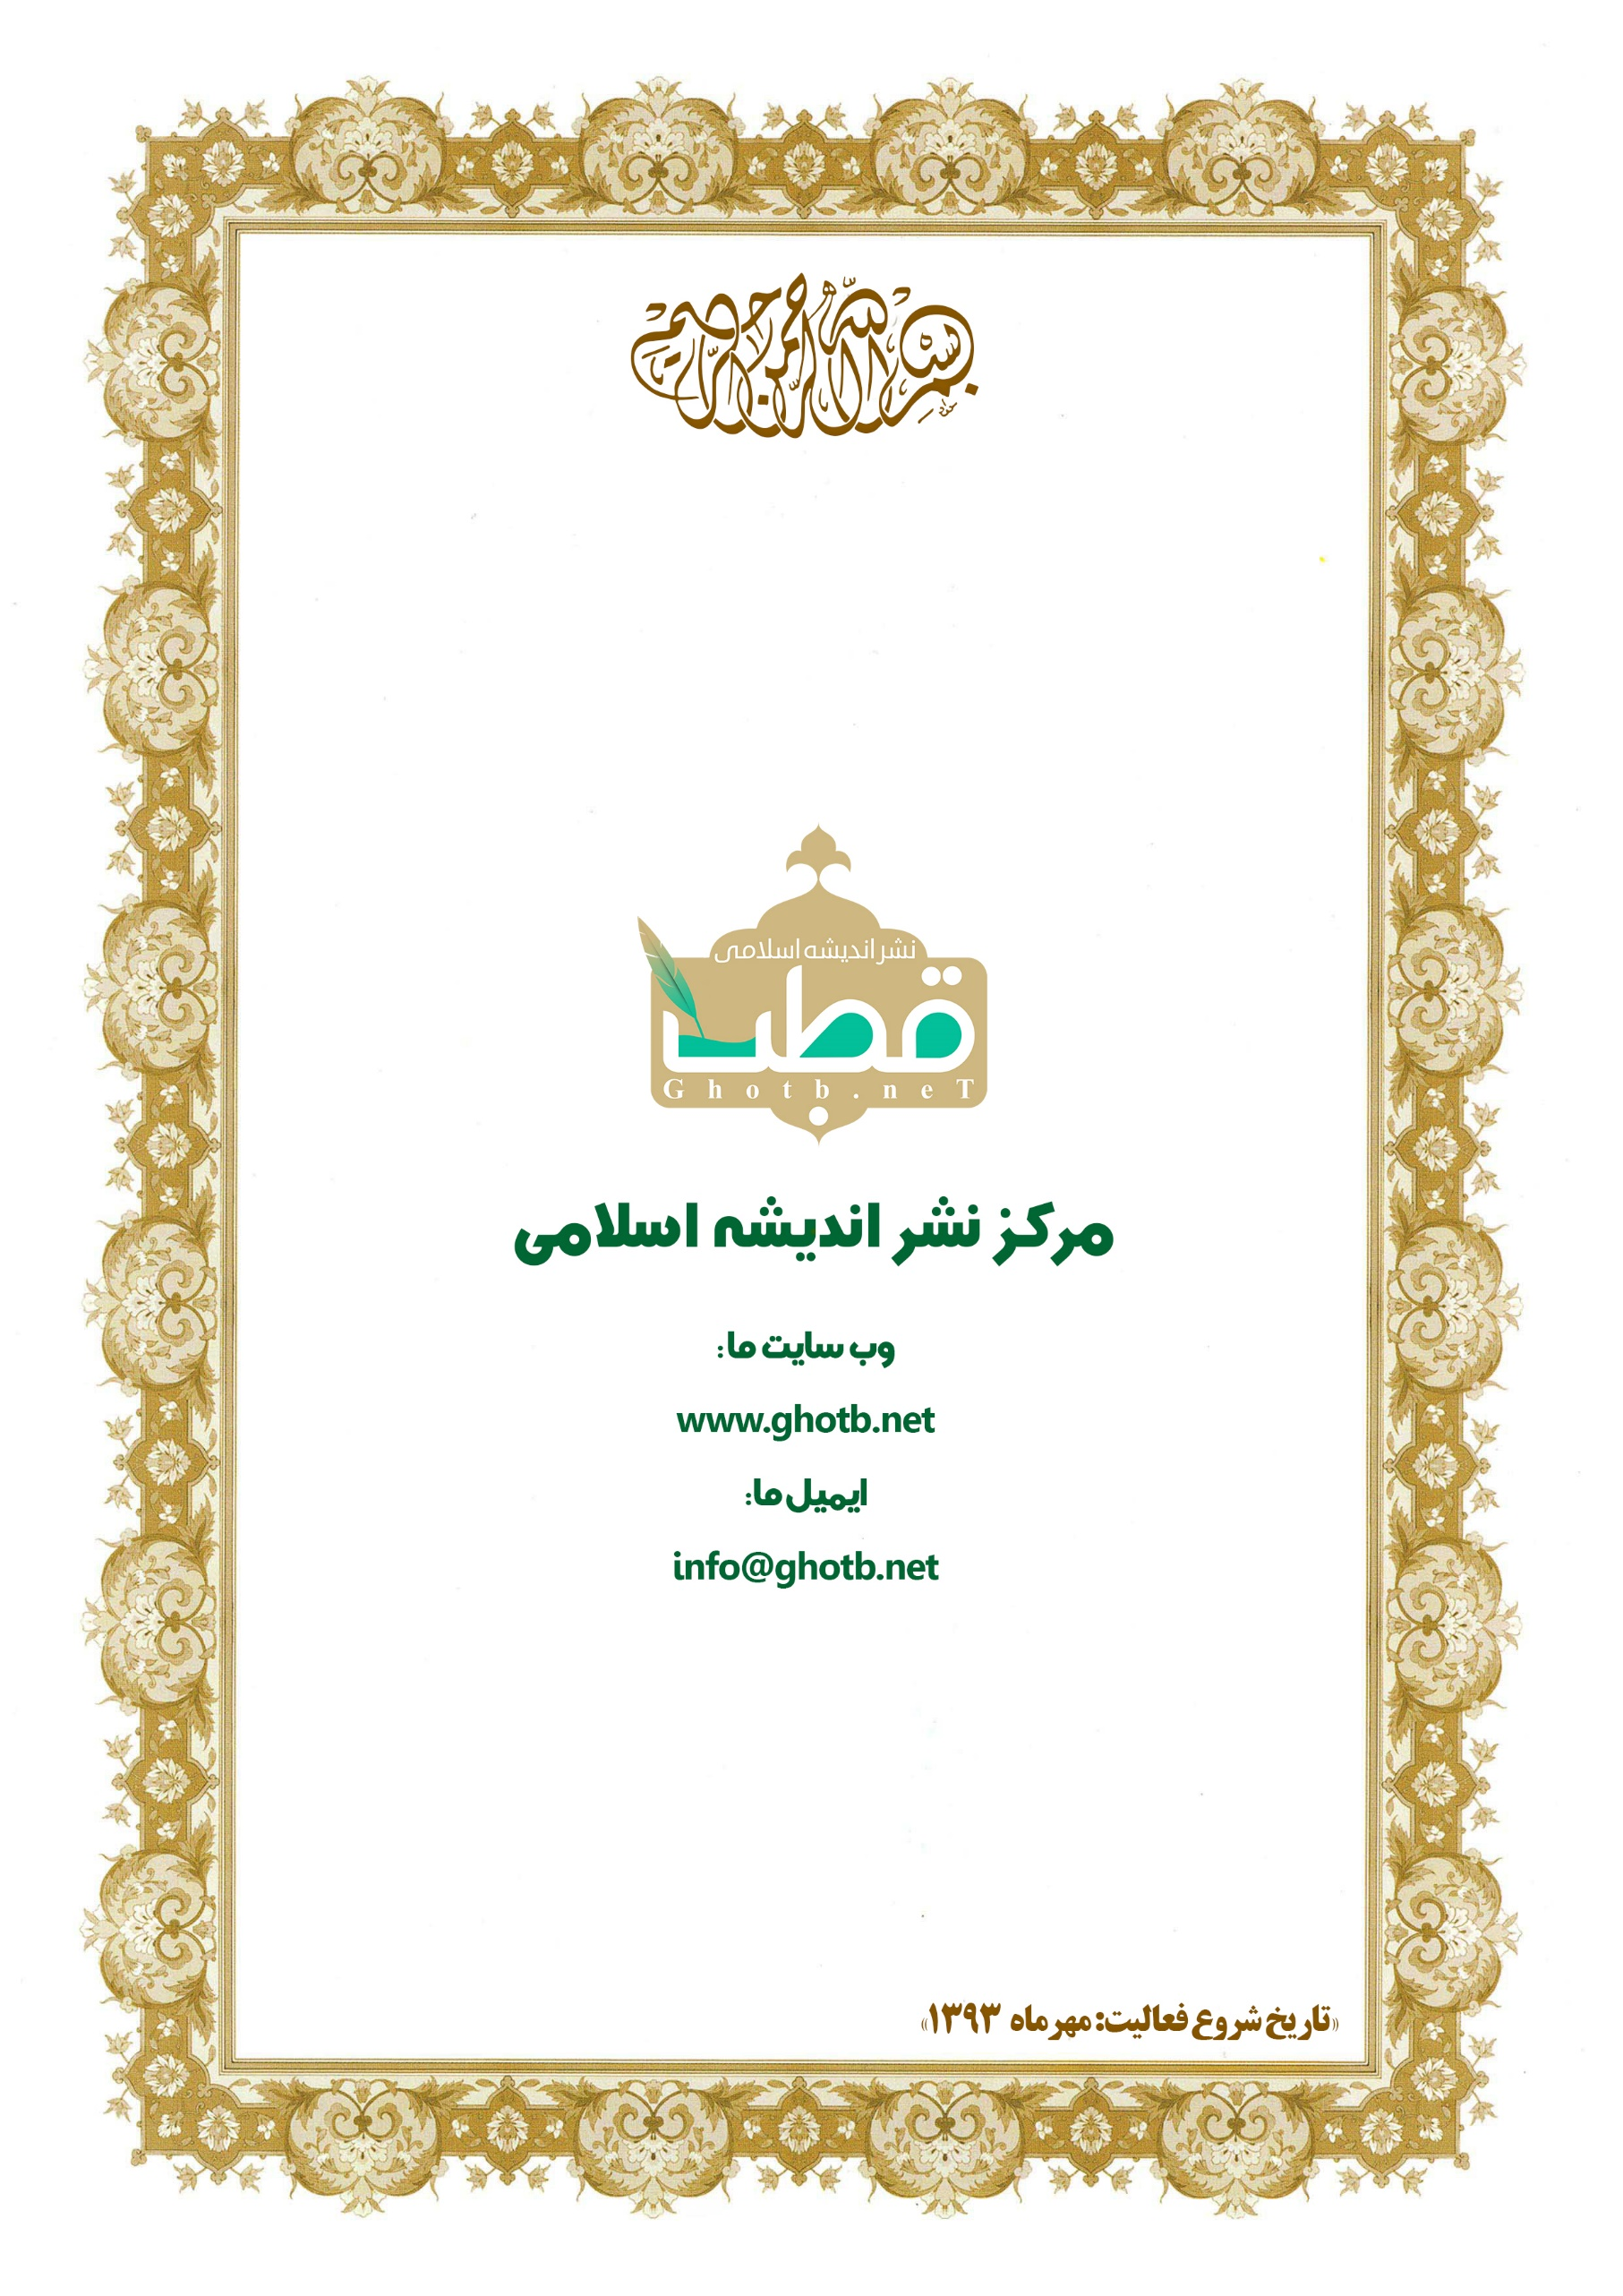 بسم الله الرحمن الرحیم
نشر اندیشه اسلامی
قطب
Ghotb.neT
مرکز نشر اندیشه اسلامی
وب سایت ما:
www.ghotb.net
ایمیل ما:
info@ghotb.net
«تاریخ شروع فعالیت: مهرماه ۱۳۹۳»